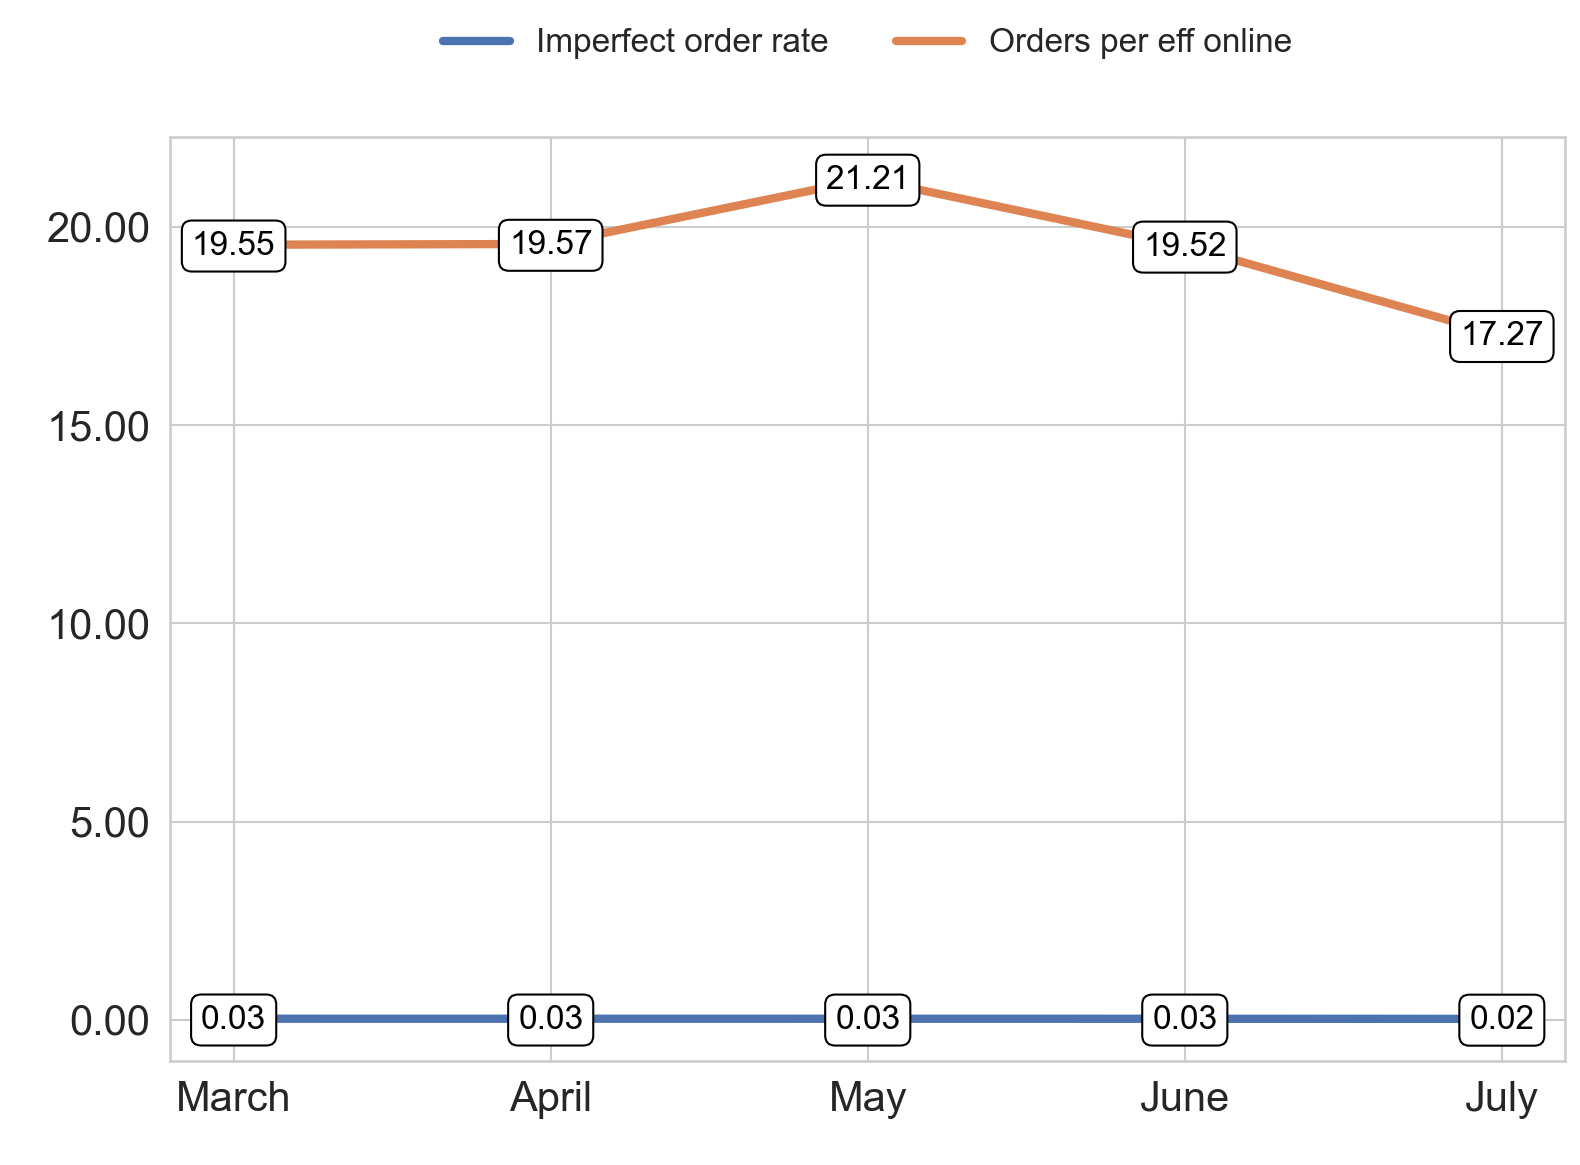 Imperfect order rate Orders per eff online
21.21
20.00
19.55 19.57 19.52
17.27
15.00
10.00
5.00
0.00 0.03 0.03 0.03 0.03 0.02
March April May June July